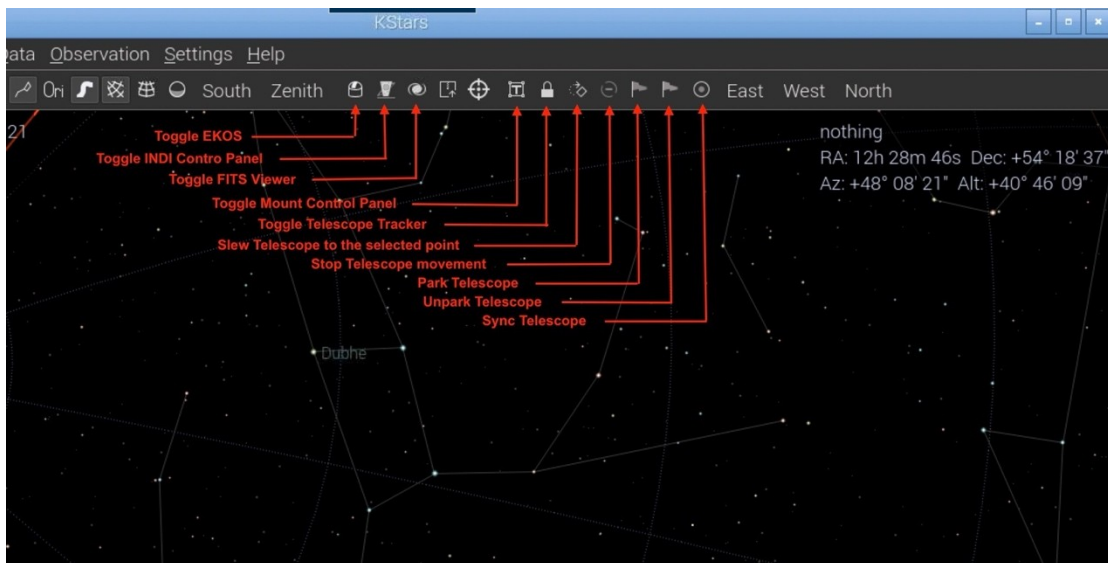 KStars
Data Observation Settings Help
Ori South Zenith T East West North
21
nothing
RA: 12h 28m 46s Dec: +54° 18' 37"
Az: +48° 08' 21" Alt: +40° 46' 09"
Toggle EKOS
Toggle INDI Contro Panel
Toggle FITS Viewer
Toggle Mount Control Panel
Toggle Telescope Tracker
Slew Telescope to the selected point
Stop Telescope movement
Park Telescope
Unpark Telescope
Sync Telescope
Dubhe